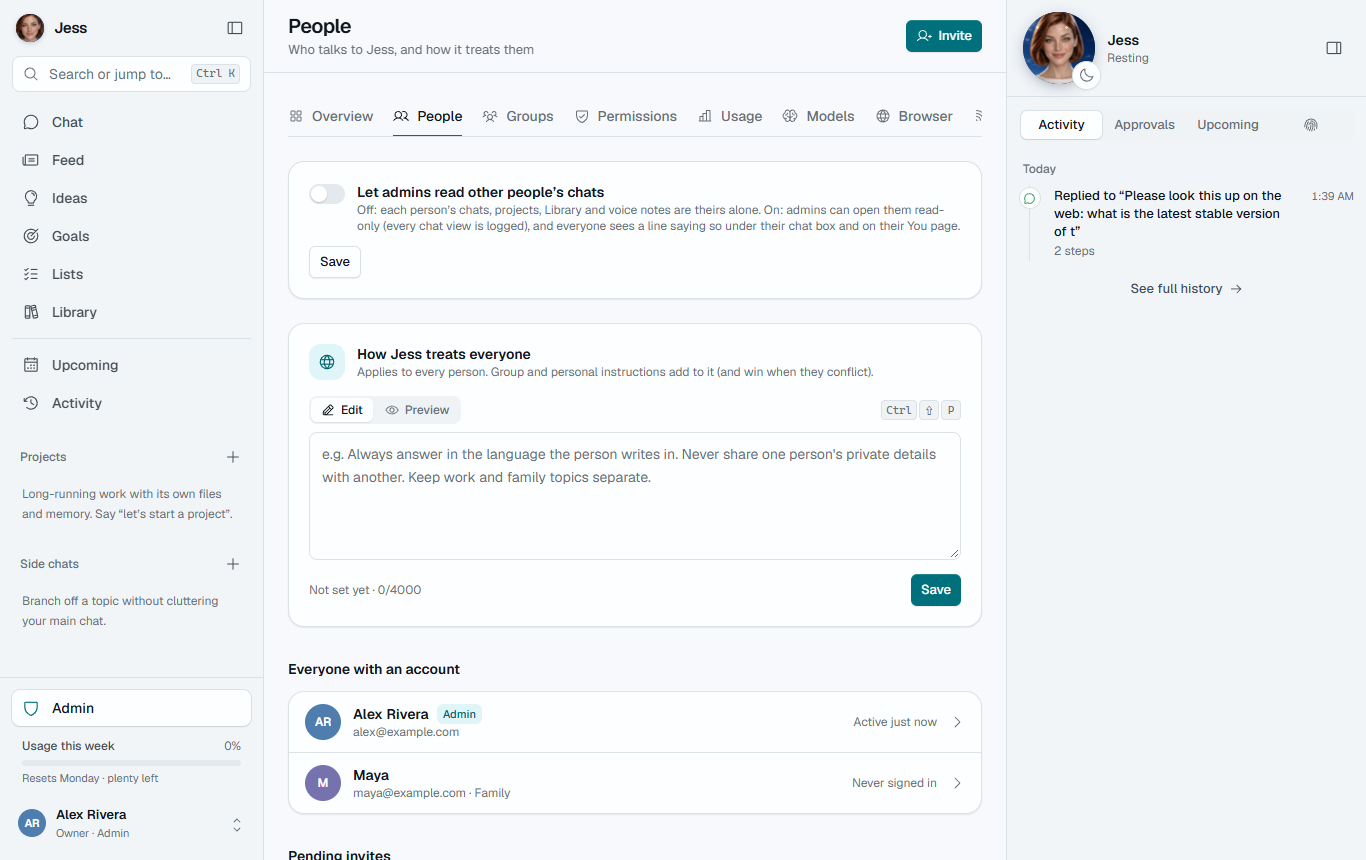 Jess
Search or jump to...
Ctrl K
Chat
Feed
Ideas
Goals
Lists
Library
Upcoming
Activity
Projects
Long-running work with its own files
and memory. Say “let’s start a project”.
Side chats
Branch off a topic without cluttering
your main chat.
Admin
Usage this week
0%
Resets Monday · plenty left
AR
Alex Rivera
Owner · Admin
People
Who talks to Jess, and how it treats them
Invite
Overview
People
Groups
Permissions
Usage
Models
Browser
Let admins read other people’s chats
Off: each person’s chats, projects, Library and voice notes are theirs alone. On: admins can open them read-
only (every chat view is logged), and everyone sees a line saying so under their chat box and on their You page.
Save
How Jess treats everyone
Applies to every person. Group and personal instructions add to it (and win when they conflict).
Edit
Preview
Ctrl ⇧ P
e.g. Always answer in the language the person writes in. Never share one person's private details
with another. Keep work and family topics separate.
Not set yet · 0/4000
Save
Everyone with an account
AR
Alex Rivera
Admin
alex@example.com
Active just now
M
Maya
maya@example.com · Family
Never signed in
Pending invites
Jess
Resting
Activity
Approvals
Upcoming
Today
Replied to “Please look this up on the
web: what is the latest stable version
of t”
1:39 AM
2 steps
See full history